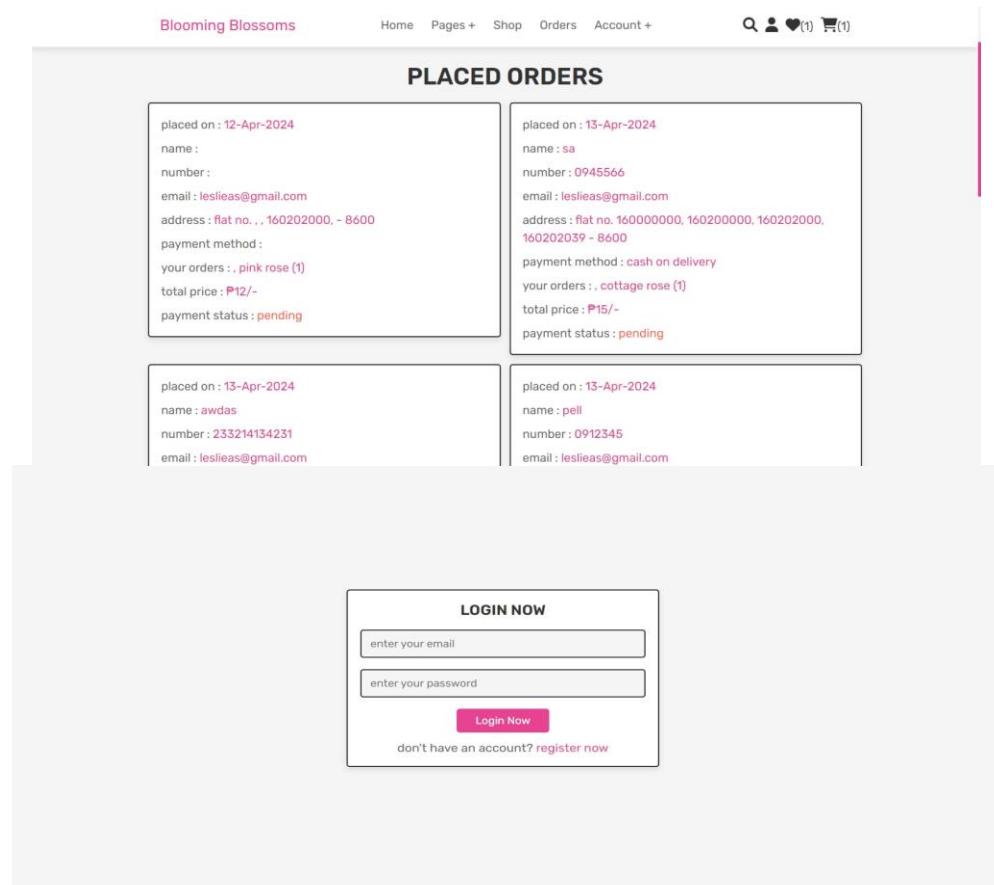 Blooming Blossoms Home Pages + Shop Orders Account + (1) (1)
PLACED ORDERS
placed on : 12-Apr-2024
name :
number :
email : leslieas@gmail.com
address : flat no. , , 160202000, - 8600
payment method :
your orders : , pink rose (1)
total price : ₱12/-
payment status : pending
placed on : 13-Apr-2024
name : sa
number : 0945566
email : leslieas@gmail.com
address : flat no. 160000000, 160200000, 160202000,
160202039 - 8600
payment method : cash on delivery
your orders : , cottage rose (1)
total price : ₱15/-
payment status : pending
placed on : 13-Apr-2024
name : awdas
number : 233214134231
email : leslieas@gmail.com
placed on : 13-Apr-2024
name : pell
number : 0912345
email : leslieas@gmail.com
LOGIN NOW
enter your email
enter your password
Login Now
don't have an account? register now